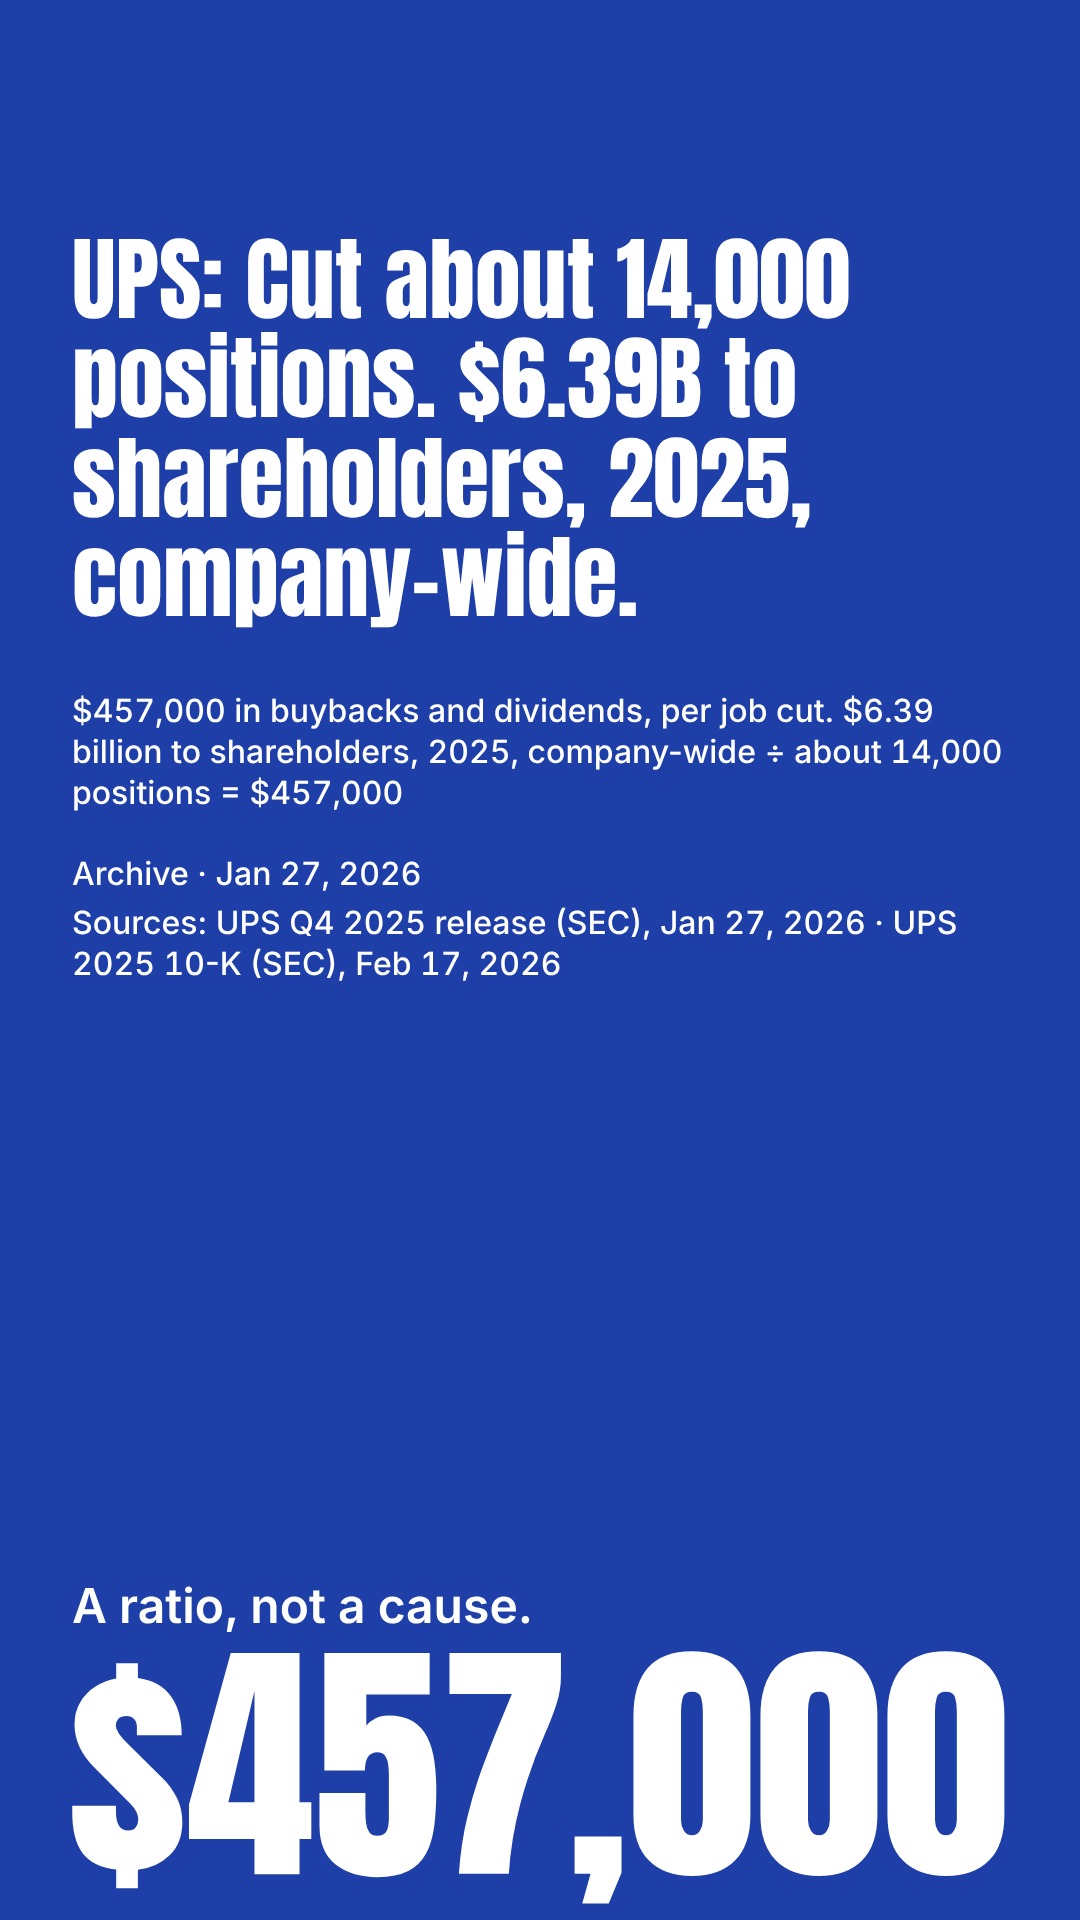 UPS: Cut about 14,000
positions. $6.39B to
shareholders, 2025,
company-wide.
$457,000 in buybacks and dividends, per job cut. $6.39
billion to shareholders, 2025, company-wide ÷ about 14,000
positions = $457,000
Archive · Jan 27, 2026
Sources: UPS Q4 2025 release (SEC), Jan 27, 2026 · UPS
2025 10-K (SEC), Feb 17, 2026
A ratio, not a cause.
$457,000